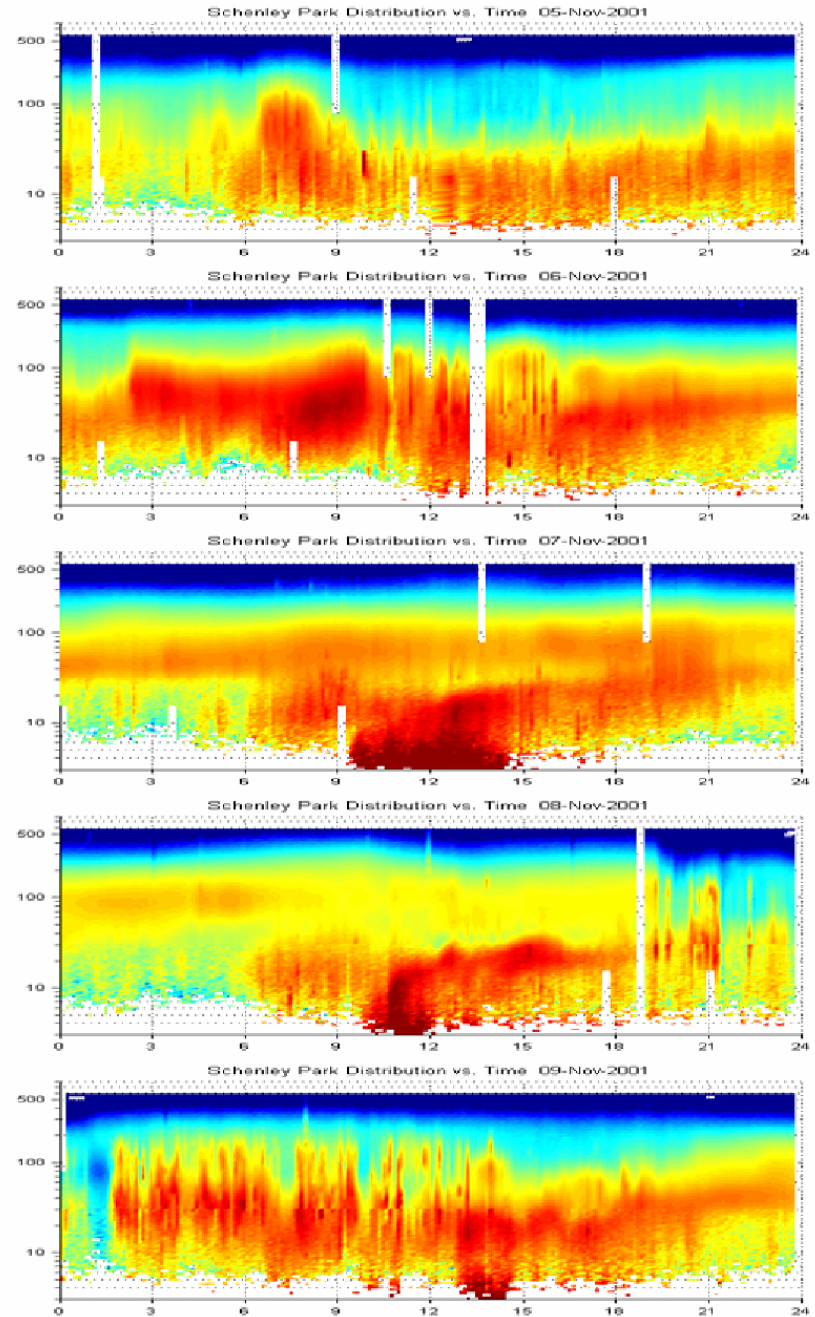 Schenley Park Distribution vs. Time 05-Nov-2001
500
100
10
0 3 6 9 12 15 18 21 24
Schenley Park Distribution vs. Time 06-Nov-2001
500
100
10
0 3 6 9 12 15 18 21 24
Schenley Park Distribution vs. Time 07-Nov-2001
500
100
10
0 3 6 9 12 15 18 21 24
Schenley Park Distribution vs. Time 08-Nov-2001
500
100
10
0 3 6 9 12 15 18 21 24
Schenley Park Distribution vs. Time 09-Nov-2001
500
100
10
0 3 6 9 12 15 18 21 24